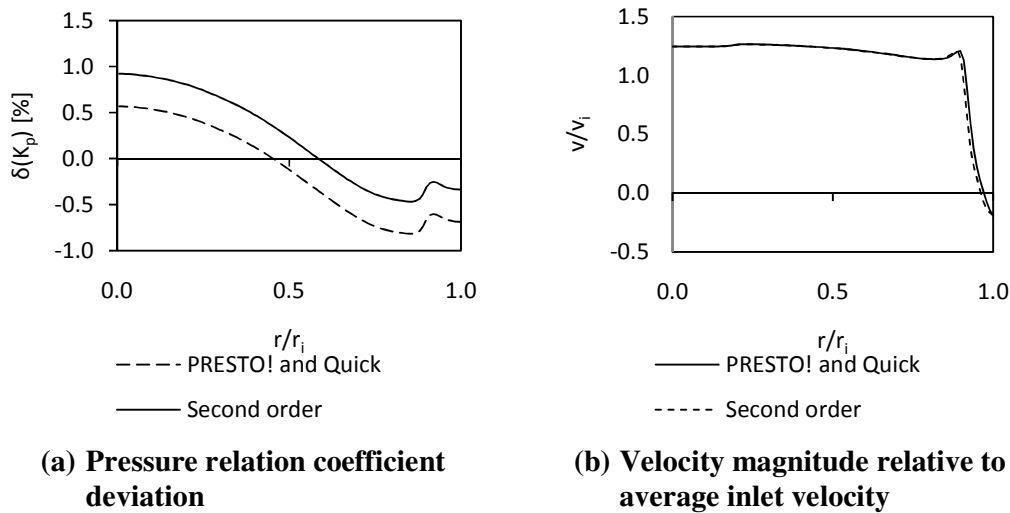 1.5
1.0
0.5
0.0
-0.5
-1.0
δ(Kp) [%]
0.0 0.5 1.0
r/ri
PRESTO! and Quick
Second order
(a) Pressure relation coefficient
deviation
1.5
1.0
0.5
0.0
-0.5
v/vi
0.0 0.5 1.0
r/ri
PRESTO! and Quick
Second order
(b) Velocity magnitude relative to
average inlet velocity